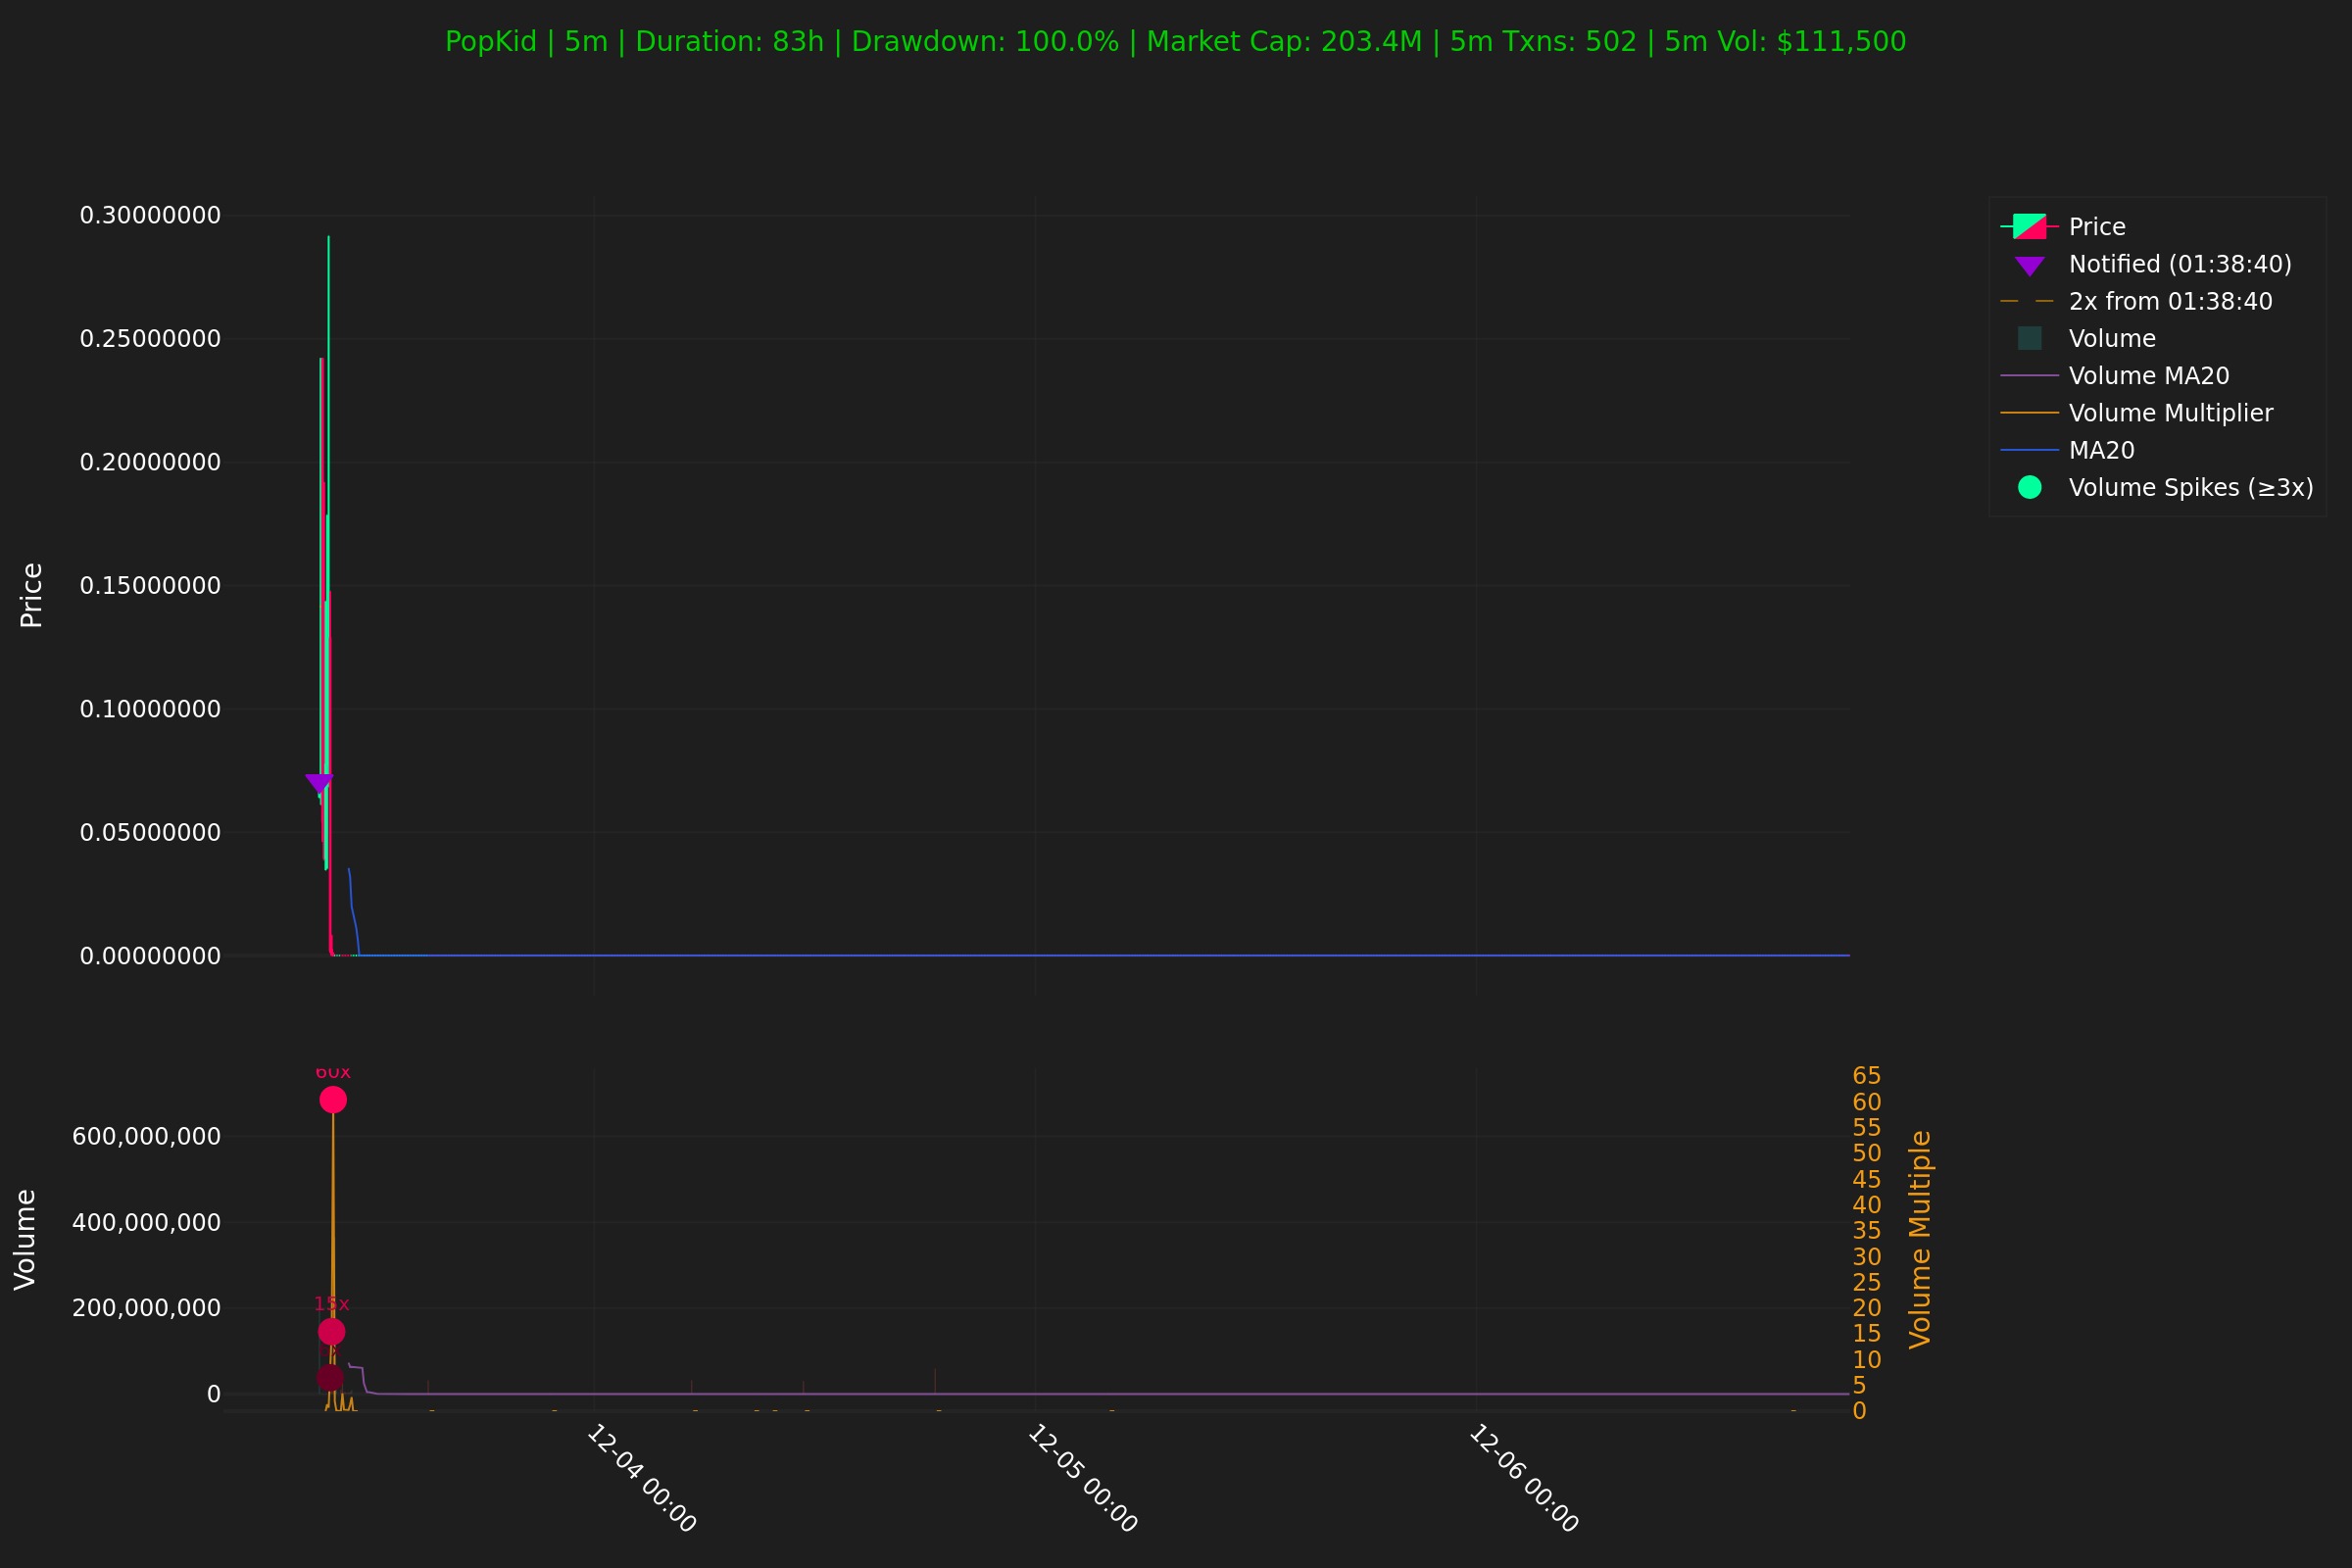 PopKid | 5m | Duration: 83h | Drawdown: 100.0% | Market Cap: 203.4M | 5m Txns: 502 | 5m Vol: $111,500
Price
0.30000000
0.25000000
0.20000000
0.15000000
0.10000000
0.05000000
0.00000000
Price
Notified (01:38:40)
2x from 01:38:40
Volume
Volume MA20
Volume Multiplier
MA20
Volume Spikes (≥3x)
Volume
600,000,000
400,000,000
200,000,000
0
60x
15x
65
60
55
50
45
40
35
30
25
20
15
10
5
0
Volume Multiple
12-04 00:00
12-05 00:00
12-06 00:00